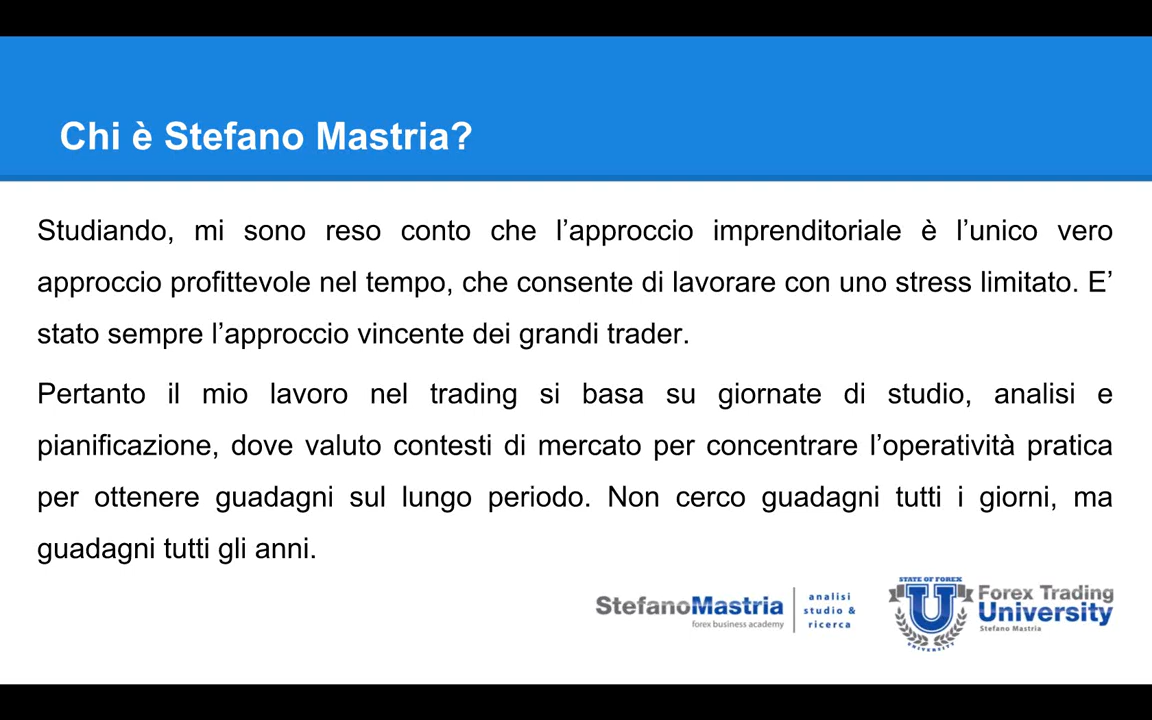 Chi è Stefano Mastria?
Studiando, mi sono reso conto che l’approccio imprenditoriale è l’unico vero
approccio profittevole nel tempo, che consente di lavorare con uno stress limitato. E’
stato sempre l’approccio vincente dei grandi trader.
Pertanto il mio lavoro nel trading si basa su giornate di studio, analisi e
pianificazione, dove valuto contesti di mercato per concentrare l’operatività pratica
per ottenere guadagni sul lungo periodo. Non cerco guadagni tutti i giorni, ma
guadagni tutti gli anni.
StefanoMastria
forex business academy
analisi
studio &
ricerca
STATE OF FOREX
U
UNIVERSITY
Forex Trading
University
Stefano Mastria